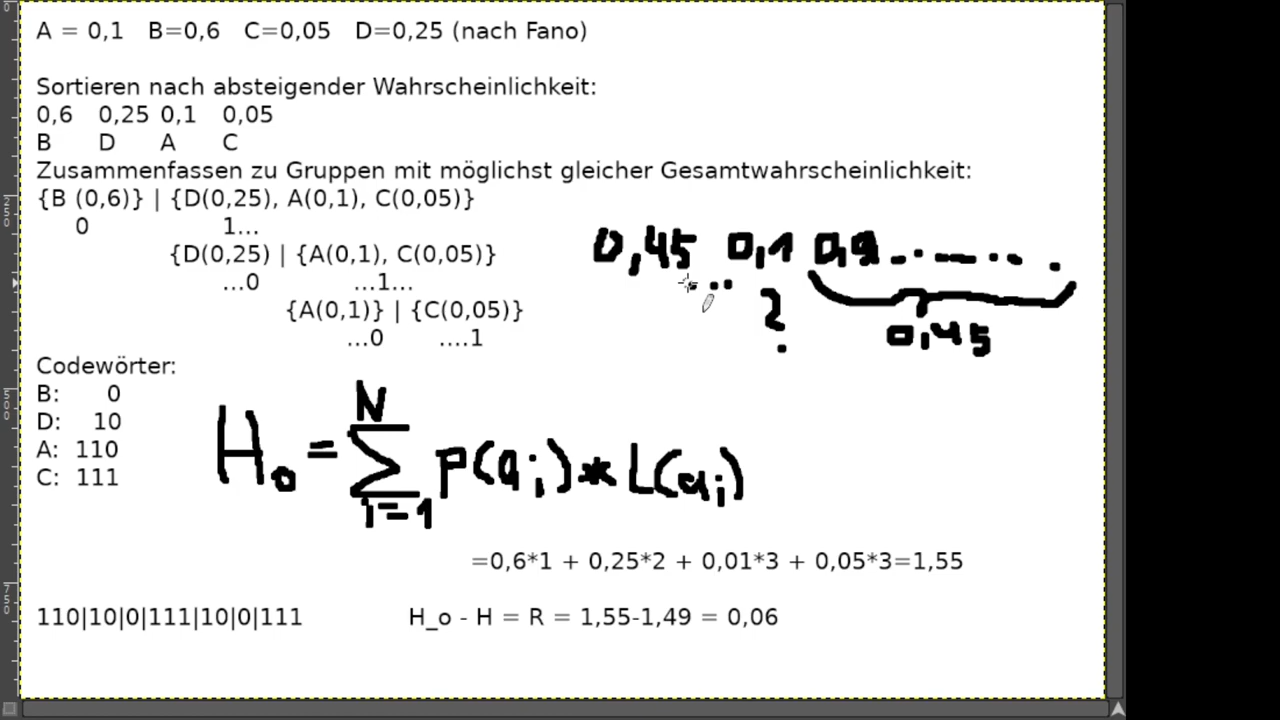 A = 0,1 B=0,6 C=0,05 D=0,25 (nach Fano)
Sortieren nach absteigender Wahrscheinlichkeit:
0,6 0,25 0,1 0,05
B D A C
Zusammenfassen zu Gruppen mit möglichst gleicher Gesamtwahrscheinlichkeit:
{B (0,6)} | {D(0,25), A(0,1), C(0,05)}
0 1...
{D(0,25) | {A(0,1), C(0,05)}
...0 ...1...
{A(0,1)} | {C(0,05)}
...0 ....1
0,45 0,1 ........
?
0,45
Codewörter:
B: 0
D: 10
A: 110
C: 111
H_o = N∑i=1 p(ai) * L(ai)
=0,6*1 + 0,25*2 + 0,01*3 + 0,05*3=1,55
110|10|0|111|10|0|111 H_o - H = R = 1,55-1,49 = 0,06